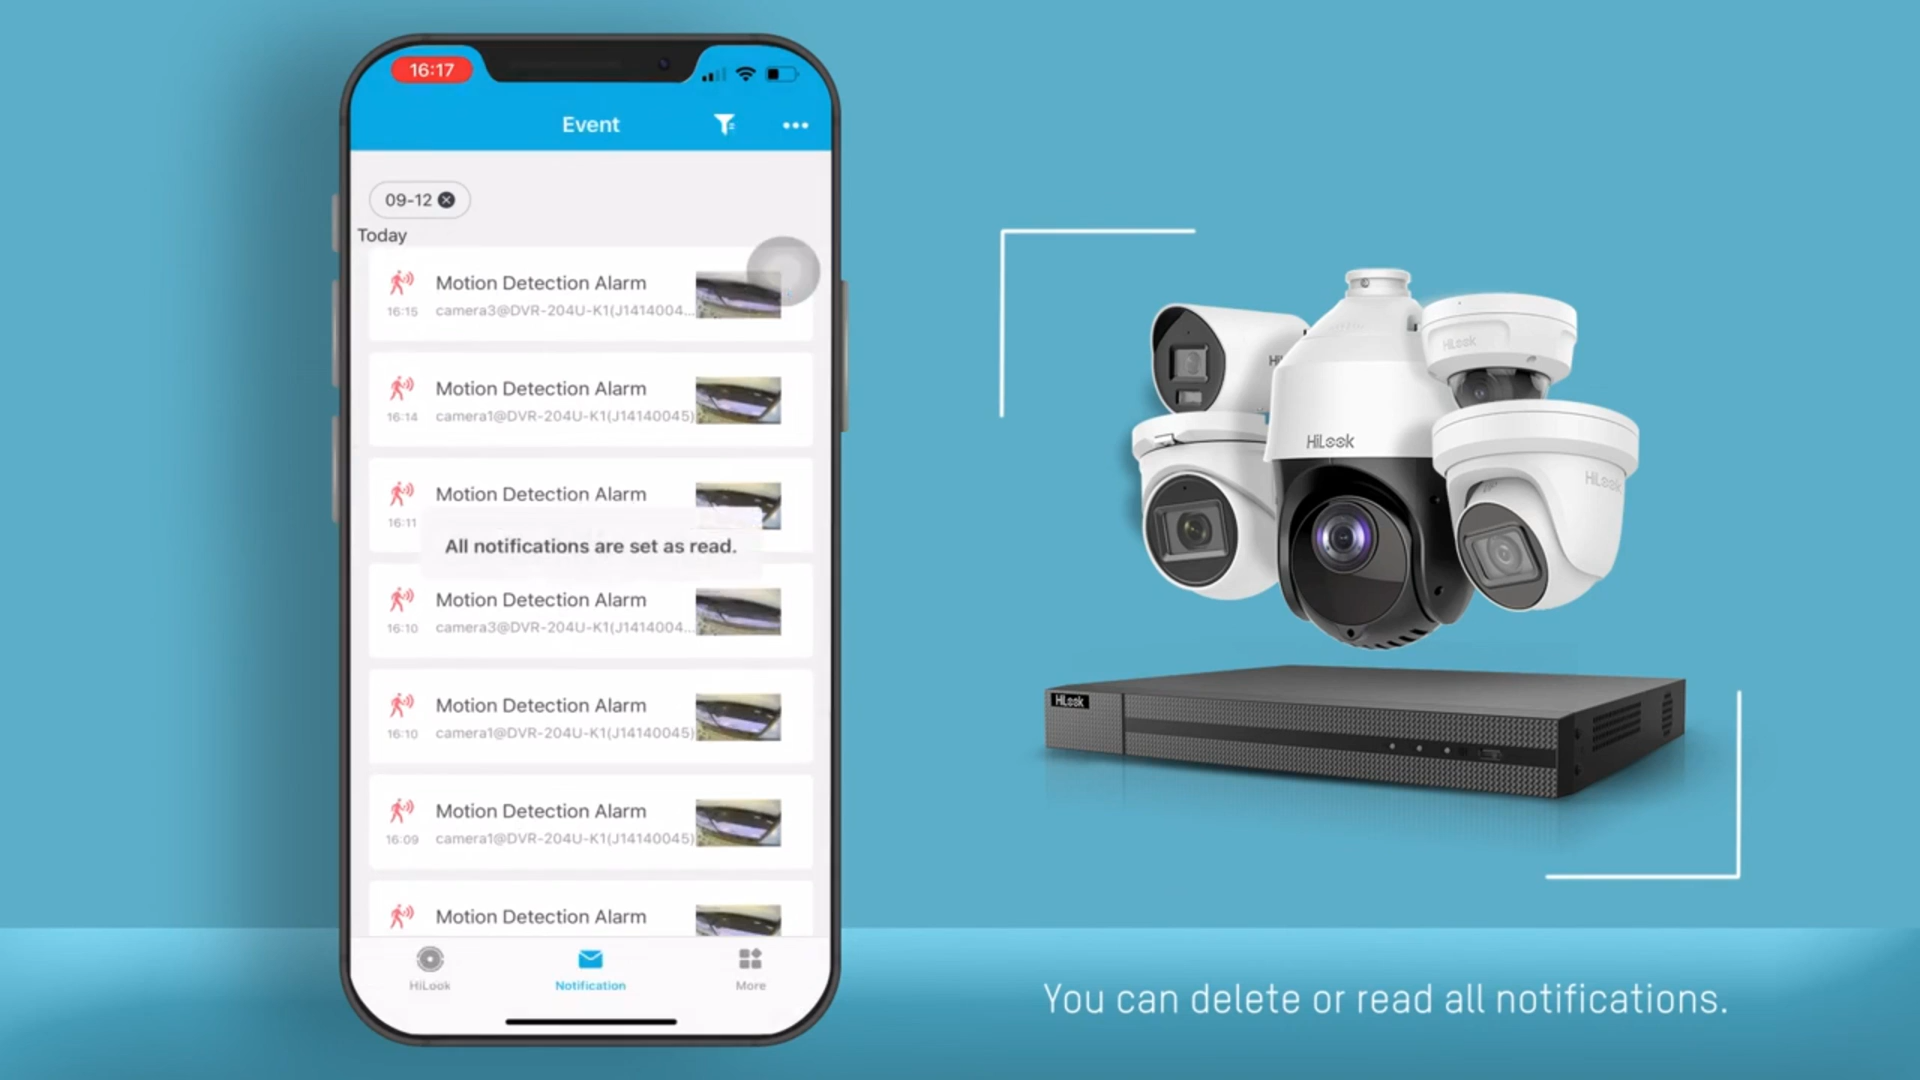 16:17
Event
09-12
Today
Motion Detection Alarm
16:15 camera3@DVR-204U-K1(J1414004...
Motion Detection Alarm
16:14 camera1@DVR-204U-K1(J14140045)
Motion Detection Alarm
16:11
All notifications are set as read.
Motion Detection Alarm
16:10 camera3@DVR-204U-K1(J1414004...
Motion Detection Alarm
16:10 camera1@DVR-204U-K1(J14140045)
Motion Detection Alarm
16:09 camera1@DVR-204U-K1(J14140045)
Motion Detection Alarm
HiLook
Notification
More
HiLook
HiLook
HiLook
HiLook
You can delete or read all notifications.